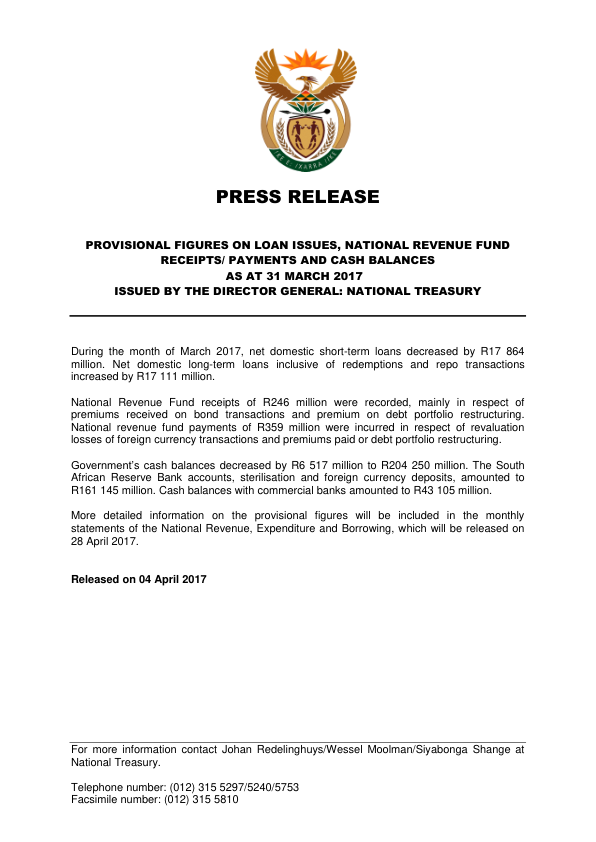 !KE E: /XARRA //KE
PRESS RELEASE
PROVISIONAL FIGURES ON LOAN ISSUES, NATIONAL REVENUE FUND
RECEIPTS/ PAYMENTS AND CASH BALANCES
AS AT 31 MARCH 2017
ISSUED BY THE DIRECTOR GENERAL: NATIONAL TREASURY
During the month of March 2017, net domestic short-term loans decreased by R17 864
million. Net domestic long-term loans inclusive of redemptions and repo transactions
increased by R17 111 million.
National Revenue Fund receipts of R246 million were recorded, mainly in respect of
premiums received on bond transactions and premium on debt portfolio restructuring.
National revenue fund payments of R359 million were incurred in respect of revaluation
losses of foreign currency transactions and premiums paid or debt portfolio restructuring.
Government's cash balances decreased by R6 517 million to R204 250 million. The South
African Reserve Bank accounts, sterilisation and foreign currency deposits, amounted to
R161 145 million. Cash balances with commercial banks amounted to R43 105 million.
More detailed information on the provisional figures will be included in the monthly
statements of the National Revenue, Expenditure and Borrowing, which will be released on
28 April 2017.
Released on 04 April 2017
For more information contact Johan Redelinghuys/Wessel Moolman/Siyabonga Shange at
National Treasury.
Telephone number: (012) 315 5297/5240/5753
Facsimile number: (012) 315 5810